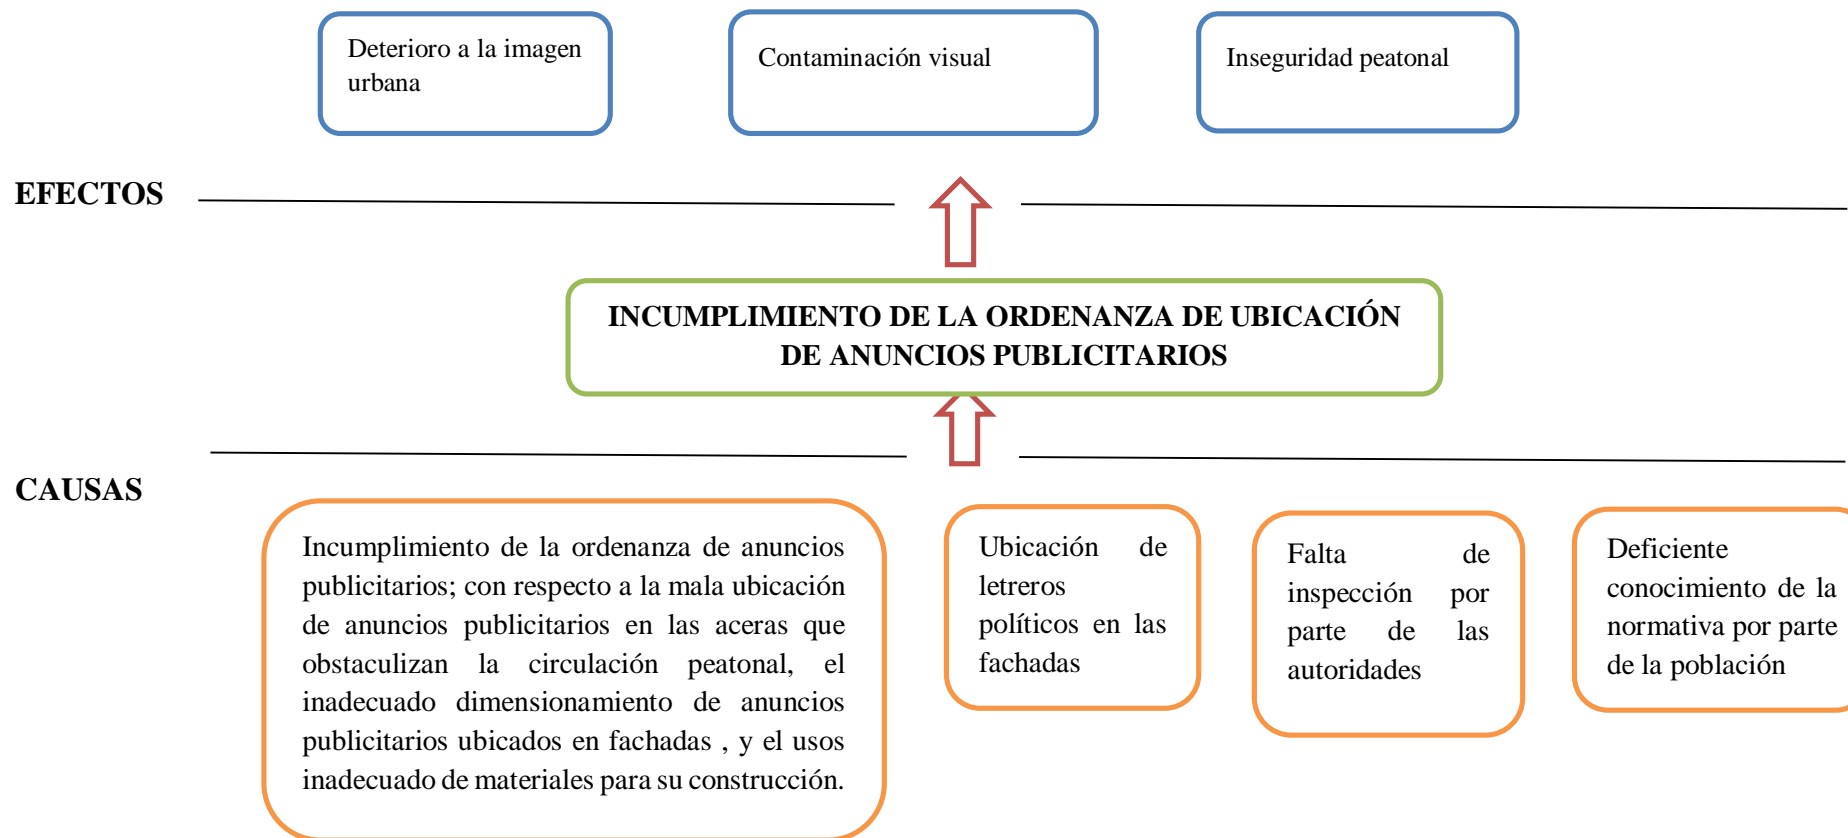 Deterioro a la imagen
urbana
Contaminación visual
Inseguridad peatonal
EFECTOS
INCUMPLIMIENTO DE LA ORDENANZA DE UBICACIÓN
DE ANUNCIOS PUBLICITARIOS
CAUSAS
Incumplimiento de la ordenanza de anuncios
publicitarios; con respecto a la mala ubicación
de anuncios publicitarios en las aceras que
obstaculizan la circulación peatonal, el
inadecuado dimensionamiento de anuncios
publicitarios ubicados en fachadas , y el usos
inadecuado de materiales para su construcción.
Ubicación de
letreros
políticos en las
fachadas
Falta de
inspección por
parte de las
autoridades
Deficiente
conocimiento de la
normativa por parte
de la población